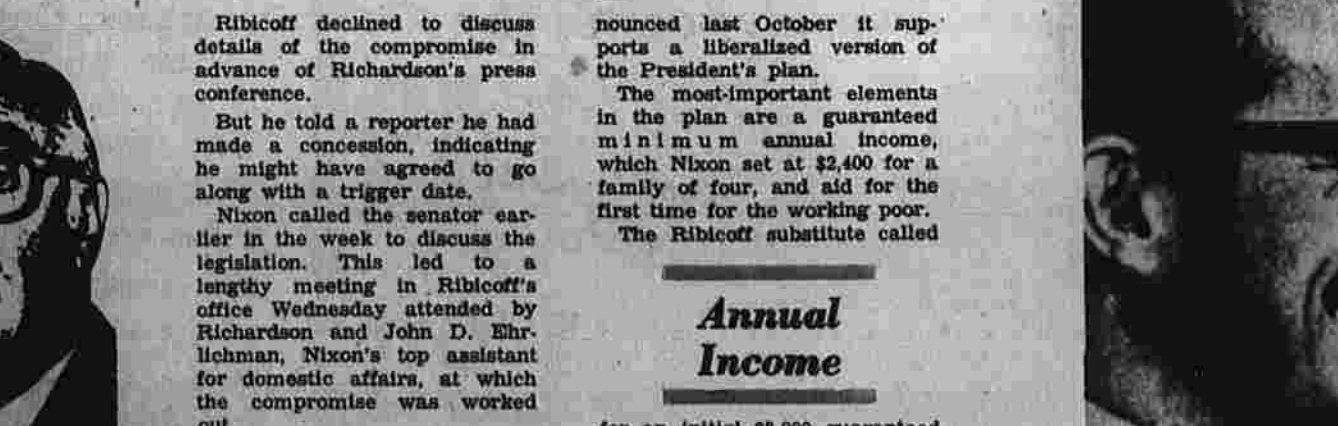 Ribicoff declined to discuss
details of the compromise in
advance of Richardson's press
conference.
But he told a reporter he had
made a concession, indicating
he might have agreed to go
along with a trigger date.
Nixon called the senator ear-
lier in the week to discuss the
legislation. This led to a
lengthy meeting in Ribicoff's
office Wednesday attended by
Richardson and John D. Ehr-
lichman, Nixon's top assistant
for domestic affairs, at which
the compromise was worked
out.
nounced last October it sup-
ports a liberalized version of
the President's plan.
The most-important elements
in the plan are a guaranteed
minimum annual income,
which Nixon set at $2,400 for a
family of four, and aid for the
first time for the working poor.
The Ribicoff substitute called
Annual
Income
for an initial guaranteed